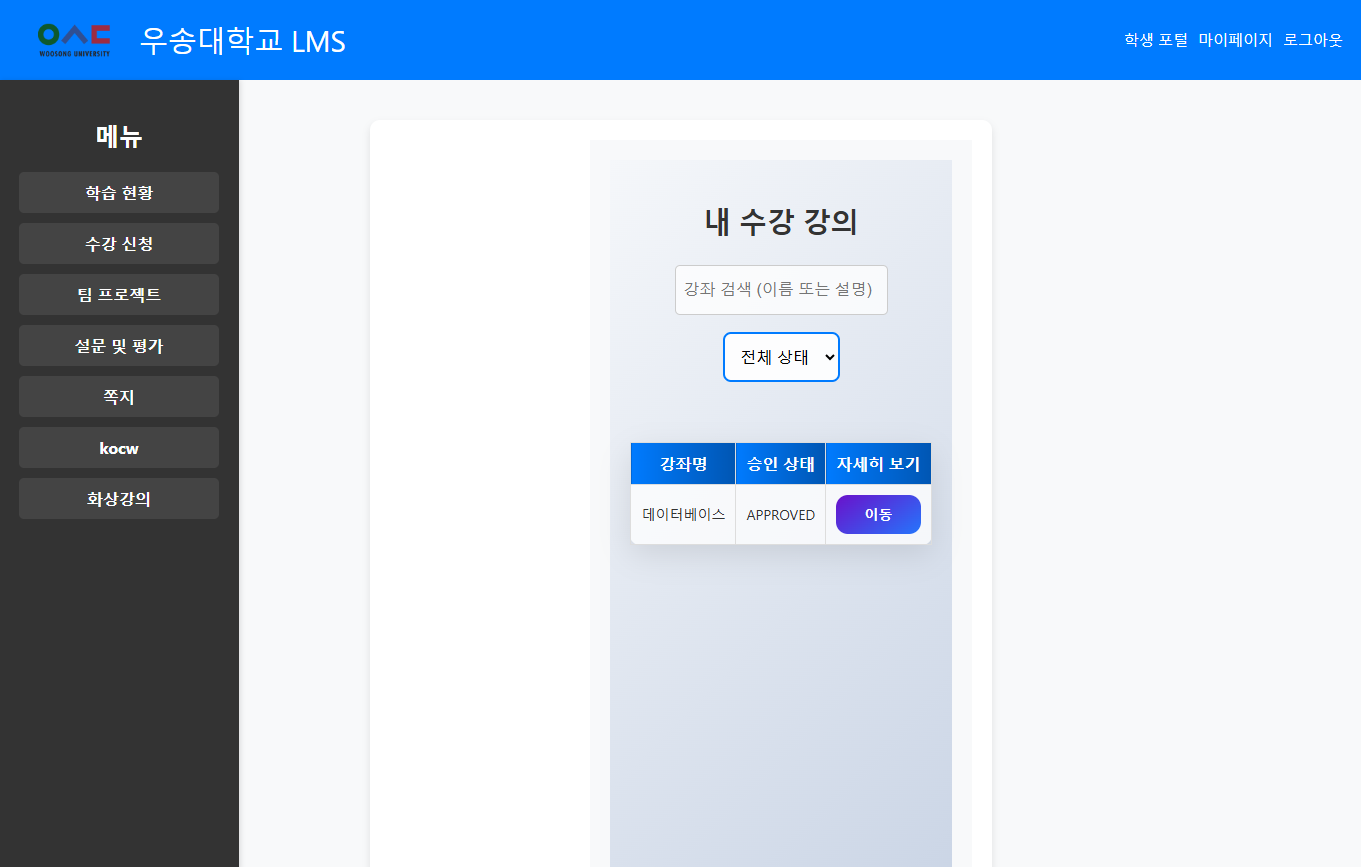 WOOSONG UNIVERSITY
우송대학교 LMS
학생 포털 마이페이지 로그아웃
메뉴
학습 현황
수강 신청
팀 프로젝트
설문 및 평가
쪽지
kocw
화상강의
내 수강 강의
강좌 검색 (이름 또는 설명)
전체 상태
강좌명 승인 상태 자세히 보기
데이터베이스 APPROVED 이동